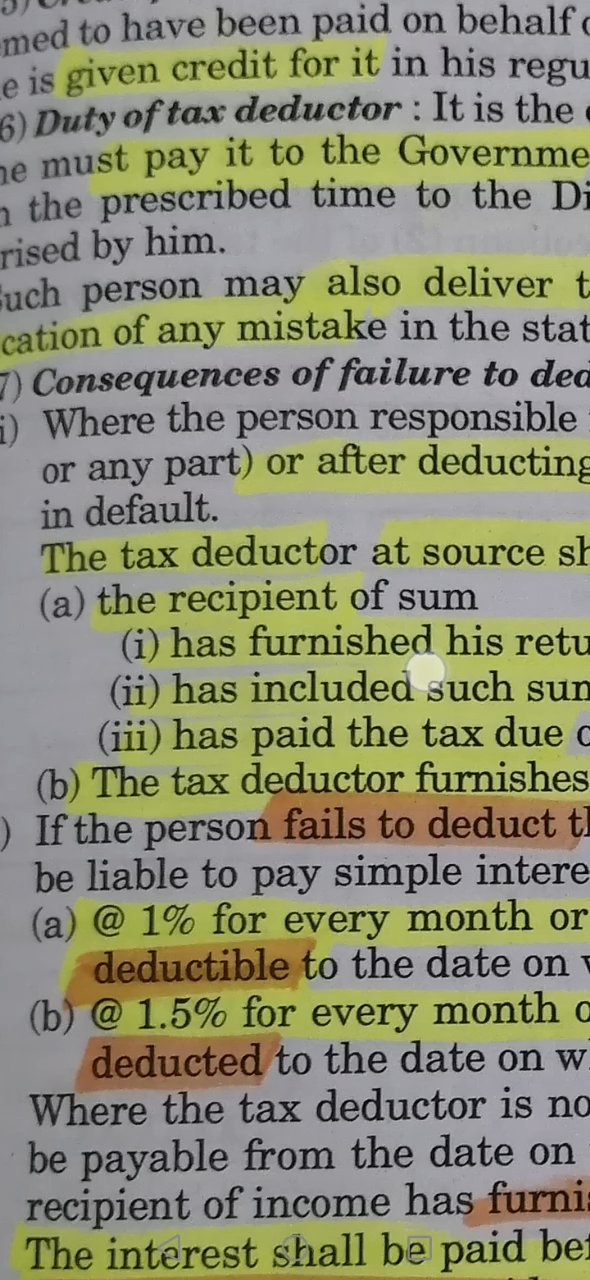 med to have been paid on behalf
e is given credit for it in his regu
6) Duty of tax deductor : It is the
he must pay it to the Governme
n the prescribed time to the Di
rised by him.
Such person may also deliver t
cation of any mistake in the stat
7) Consequences of failure to ded
i) Where the person responsible
or any part) or after deducting
in default.
The tax deductor at source sh
(a) the recipient of sum
(i) has furnished his retu
(ii) has included such sum
(iii) has paid the tax due
(b) The tax deductor furnishes
) If the person fails to deduct th
be liable to pay simple intere
(a) @ 1% for every month or
deductible to the date on
(b) @ 1.5% for every month o
deducted to the date on w
Where the tax deductor is no
be payable from the date on
recipient of income has furnis
The interest shall be paid bef